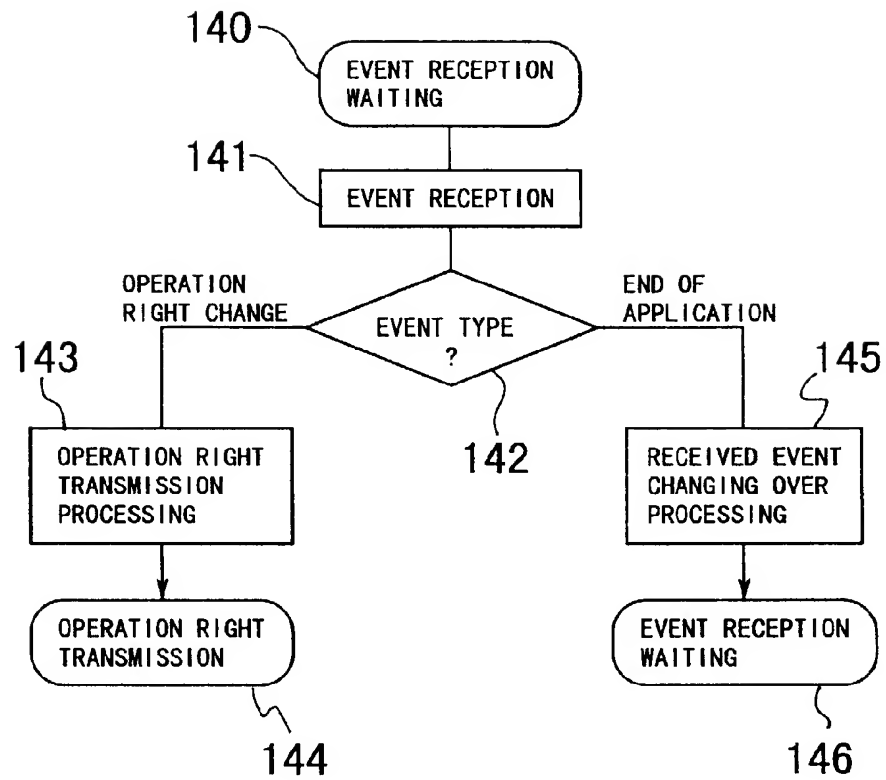 140
EVENT RECEPTION
WAITING
141
EVENT RECEPTION
OPERATION
RIGHT CHANGE
EVENT TYPE
?
END OF
APPLICATION
142
143
OPERATION RIGHT
TRANSMISSION
PROCESSING
145
RECEIVED EVENT
CHANGING OVER
PROCESSING
OPERATION RIGHT
TRANSMISSION
144
EVENT RECEPTION
WAITING
146